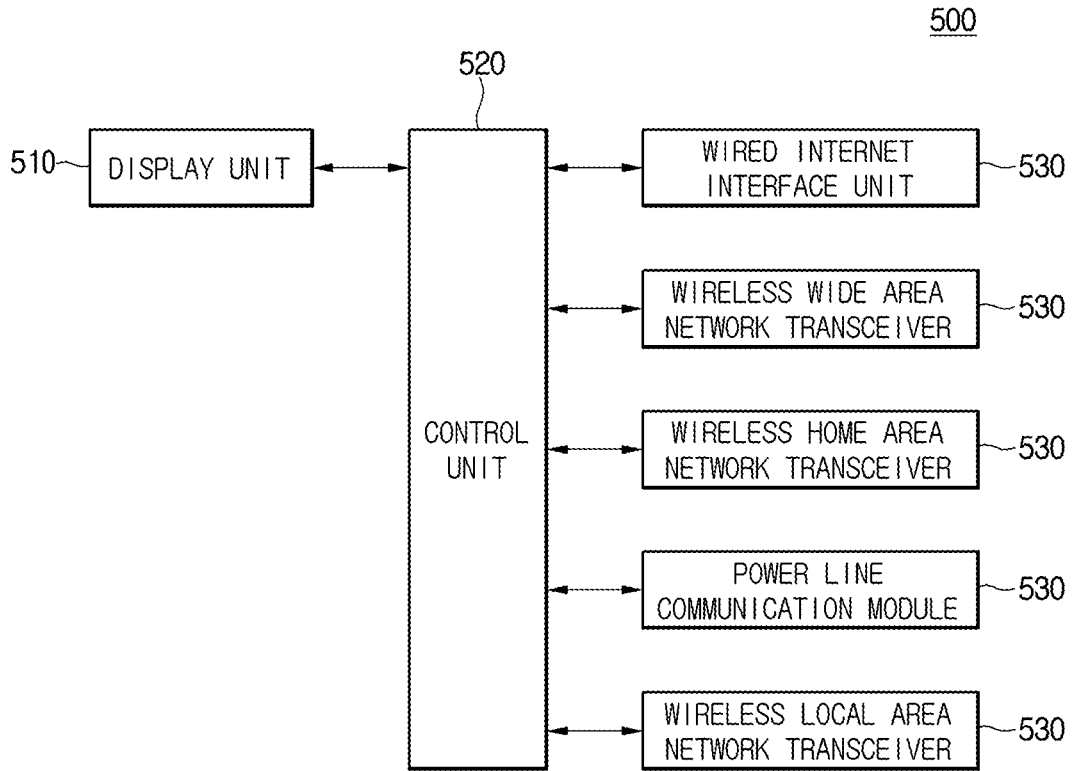 500
520
510
DISPLAY UNIT
WIRED INTERNET
INTERFACE UNIT
530
WIRELESS WIDE AREA
NETWORK TRANSCEIVER
530
CONTROL
UNIT
WIRELESS HOME AREA
NETWORK TRANSCEIVER
530
POWER LINE
COMMUNICATION MODULE
530
WIRELESS LOCAL AREA
NETWORK TRANSCEIVER
530